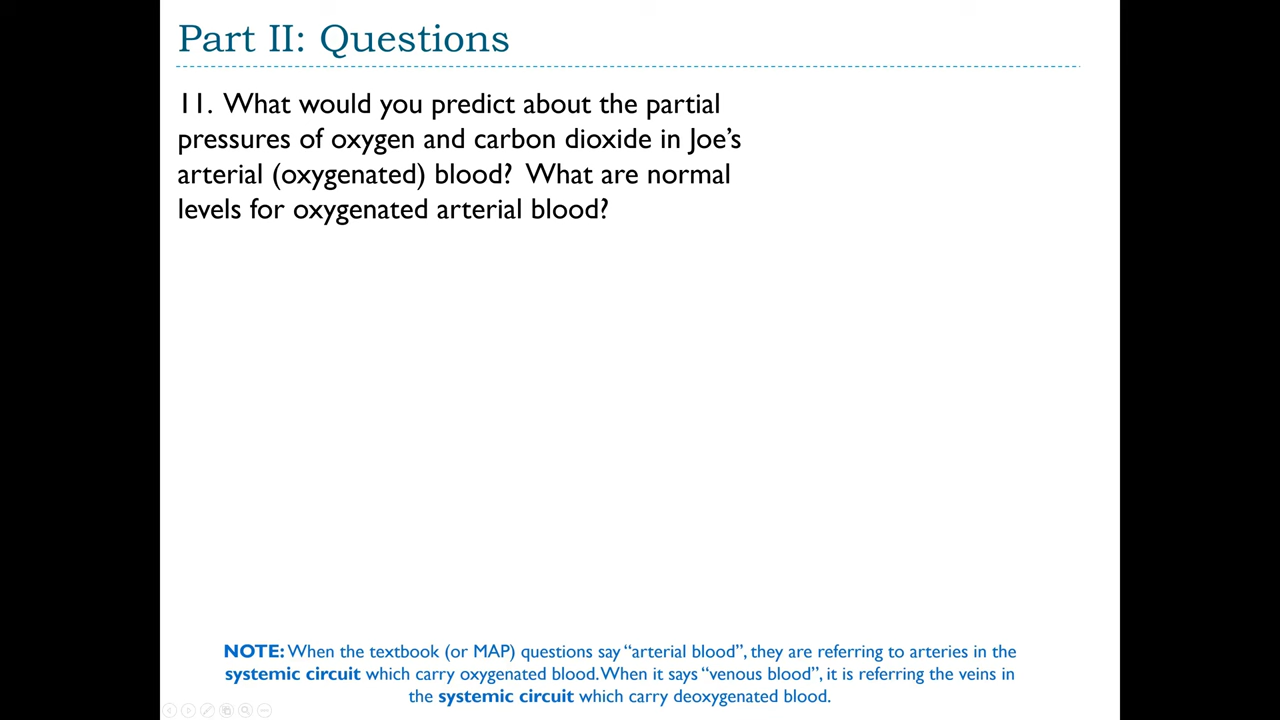 Part II: Questions
11. What would you predict about the partial
pressures of oxygen and carbon dioxide in Joe’s
arterial (oxygenated) blood? What are normal
levels for oxygenated arterial blood?
NOTE: When the textbook (or MAP) questions say “arterial blood”, they are referring to arteries in the
systemic circuit which carry oxygenated blood. When it says “venous blood”, it is referring the veins in
the systemic circuit which carry deoxygenated blood.